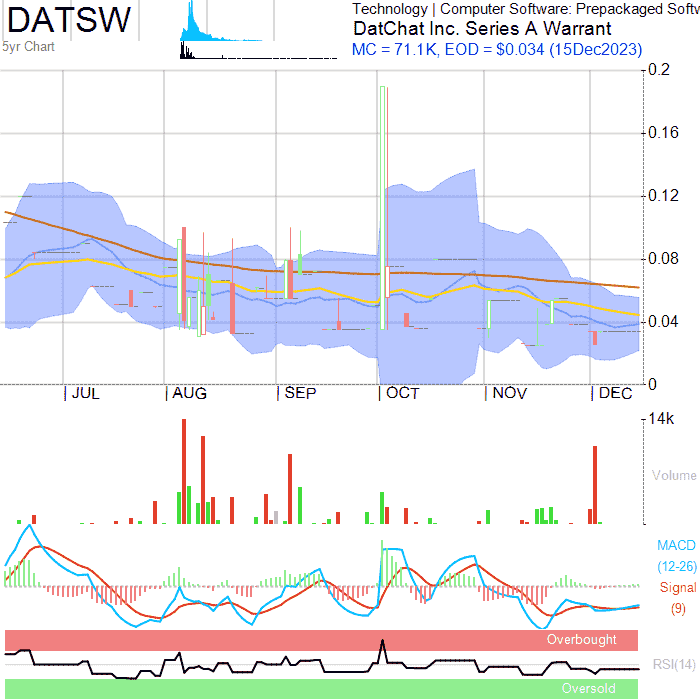 DATSW
5yr Chart
Technology | Computer Software: Prepackaged Softw
DatChat Inc. Series A Warrant
MC = 71.1K, EOD = $0.034 (15Dec2023)
0.2
0.16
0.12
0.08
0.04
0
JUL AUG SEP OCT NOV DEC
14k
Volume
MACD
(12-26)
Signal
(9)
Overbought
RSI(14)
Oversold